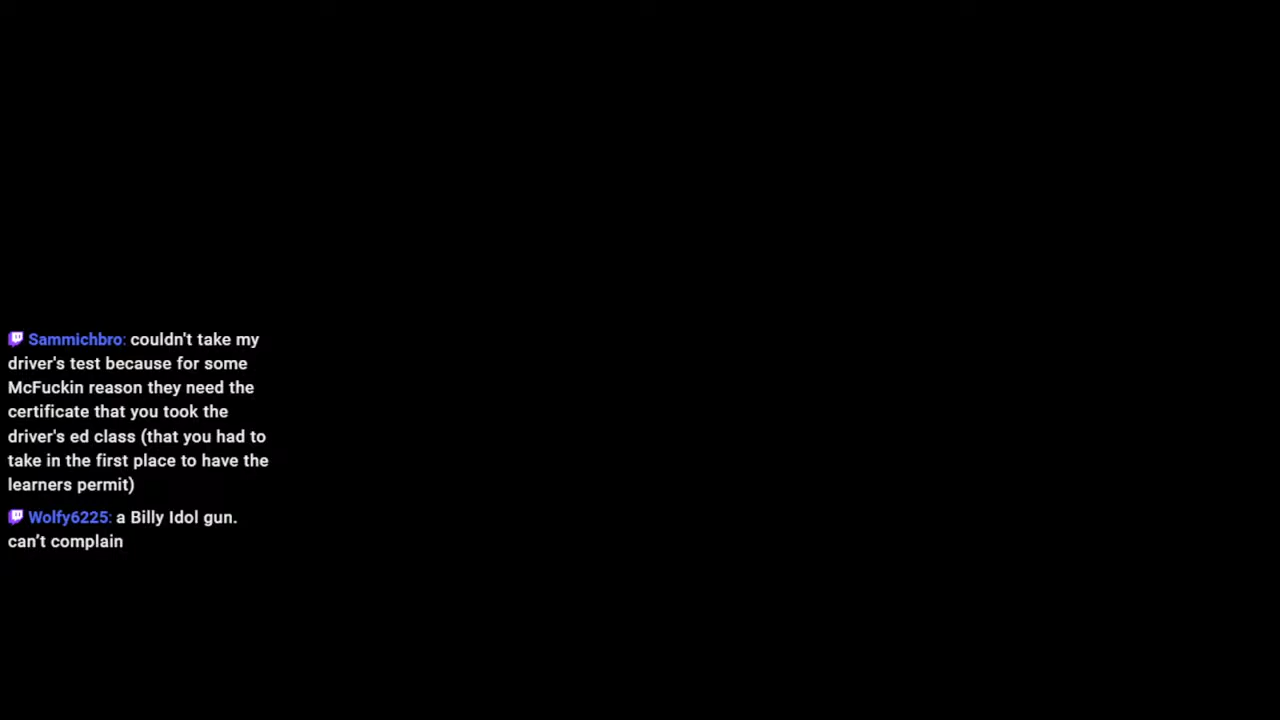 Sammichbro: couldn't take my
driver's test because for some
McFuckin reason they need the
certificate that you took the
driver's ed class (that you had to
take in the first place to have the
learners permit)
Wolfy6225: a Billy Idol gun.
can’t complain